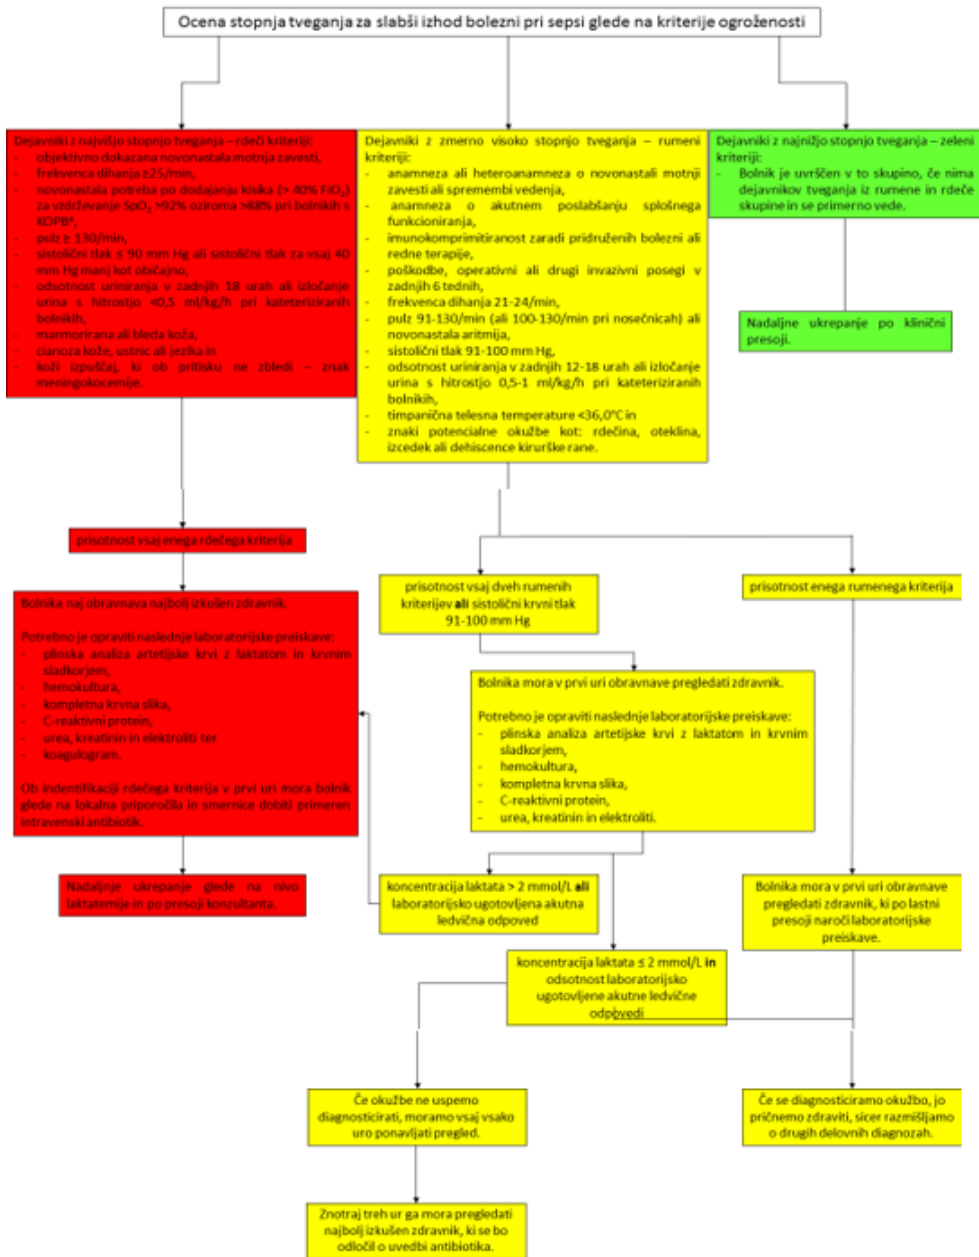 Ocena stopnja tveganja za slabši izhod bolezni pri sepsi glede na kriterije ogroženosti
Dejavniki z najvišjo stopnjo tveganja – rdeči kriteriji:
- objektivno dokazana novonastala motnja zavesti,
- frekvenca dihanja ≥25/min,
- novonastala potreba po dodajanju kisika (> 40% FiO₂)
za vzdrževanje SpO₂ >92% oziroma >88% pri bolnikih s
KOPB*,
- pulz ≥ 130/min,
- sistolični tlak ≤ 90 mm Hg ali sistolični tlak za vsaj 40
mm Hg manj kot običajno,
- odsotnost uriniranja v zadnjih 18 urah ali izločanje
urina s hitrostjo <0,5 ml/kg/h pri kateteriziranih
bolnikih,
- marmorirana ali bleda koža,
- cianoza kože, ustnic ali jezika in
- koži izpuščaj, ki ob pritisku ne zbledi – znak
meningokocemije.
Dejavniki z zmerno visoko stopnjo tveganja – rumeni
kriteriji:
- anamneza ali heteroanamneza o novonastali motnji
zavesti ali spremembi vedenja,
- anamneza o akutnem poslabšanju splošnega
funkcioniranja,
- imunokomprimitiranost zaradi pridruženih bolezni ali
redne terapije,
- poškodbe, operativni ali drugi invazivni posegi v
zadnjih 6 tednih,
- frekvenca dihanja 21-24/min,
- pulz 91-130/min (ali 100-130/min pri nosečnicah) ali
novonastala aritmija,
- sistolični tlak 91-100 mm Hg,
- odsotnost uriniranja v zadnjih 12-18 urah ali izločanje
urina s hitrostjo 0,5-1 ml/kg/h pri kateteriziranih
bolnikih,
- timpanična telesna temperature <36,0°C in
- znaki potencialne okužbe kot: rdečina, oteklina,
izcedek ali dehiscence kirurške rane.
Dejavniki z najnižjo stopnjo tveganja – zeleni
kriteriji:
- Bolnik je uvrščen v to skupino, če nima
dejavnikov tveganja iz rumene in rdeče
skupine in se primerno vede.
Nadaljne ukrepanje po klinični
presoji.
prisotnost vsaj enega rdečega kriterija
prisotnost vsaj dveh rumenih
kriterijev ali sistolični krvni tlak
91-100 mm Hg
prisotnost enega rumenega kriterija
Bolnika naj obravnava najbolj izkušen zdravnik.
Potrebno je opraviti naslednje laboratorijske preiskave:
- plinska analiza artetijske krvi z laktatom in krvnim
sladkorjem,
- hemokultura,
- kompletna krvna slika,
- C-reaktivni protein,
- urea, kreatinin in elektroliti ter
- koagulogram.
Ob indentifikaciji rdečega kriterija v prvi uri mora bolnik
glede na lokalna priporočila in smernice dobiti primeren
intravenski antibiotik.
Bolnika mora v prvi uri obravnave pregledati zdravnik.
Potrebno je opraviti naslednje laboratorijske preiskave:
- plinska analiza artetijske krvi z laktatom in krvnim
sladkorjem,
- hemokultura,
- kompletna krvna slika,
- C-reaktivni protein,
- urea, kreatinin in elektroliti.
Nadaljnje ukrepanje glede na nivo
laktatemije in po presoji konzultanta.
koncentracija laktata > 2 mmol/L ali
laboratorijsko ugotovljena akutna
ledvična odpoved
Bolnika mora v prvi uri obravnave
pregledati zdravnik, ki po lastni
presoji naroči laboratorijske
preiskave.
koncentracija laktata ≤ 2 mmol/L in
odsotnost laboratorijsko
ugotovljene akutne ledvične
odpovedi
Če okužbe ne uspemo
diagnosticirati, moramo vsaj vsako
uro ponavljati pregled.
Če se diagnosticiramo okužbo, jo
pričnemo zdraviti, sicer razmišljamo
o drugih delovnih diagnozah.
Znotraj treh ur ga mora pregledati
najbolj izkušen zdravnik, ki se bo
odločil o uvedbi antibiotika.